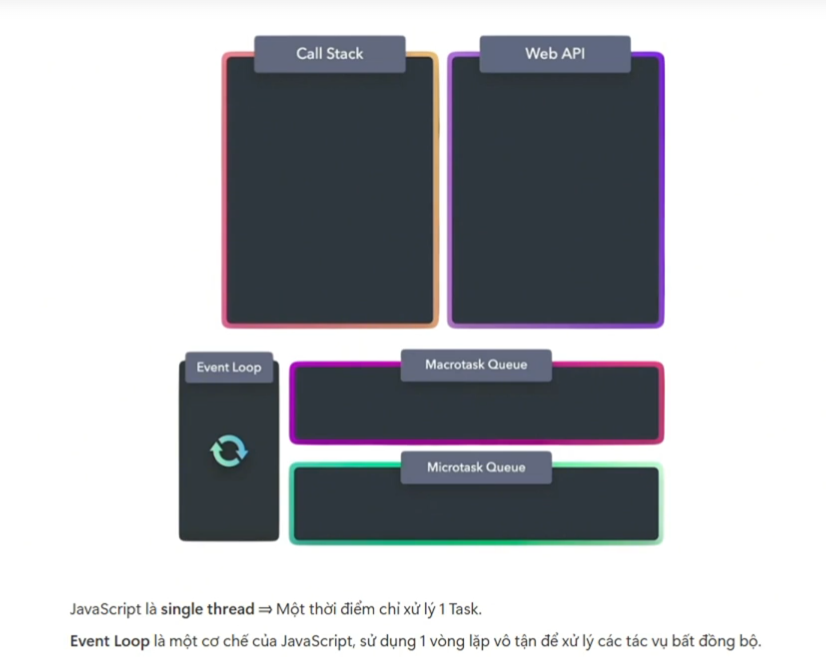 Call Stack
Web API
Event Loop
Macrotask Queue
Microtask Queue
JavaScript là single thread ⇒ Một thời điểm chỉ xử lý 1 Task.
Event Loop là một cơ chế của JavaScript, sử dụng 1 vòng lặp vô tận để xử lý các tác vụ bất đồng bộ.